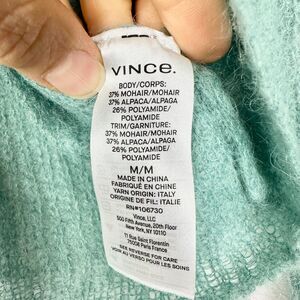 VINCE.
BODY/CORPS:
37% MOHAIR/MOHAIR
37% ALPACA/ALPAGA
26% POLYAMIDE/
POLYAMIDE
TRIM/GARNITURE:
37% MOHAIR/MOHAIR
37% ALPACA/ALPAGA
26% POLYAMIDE/
POLYAMIDE
M/M
MADE IN CHINA
FABRIQUÉ EN CHINE
YARN ORIGIN: ITALY
ORIGINE DE FIL: ITALIE
RN#106730
Vince, LLC
500 Fifth Avenue, 20th Floor
New York, NY 10110
11 Rue Saint Florentin
75008 Paris France
SEE REVERSE FOR CARE
VOIR AU VERSO POUR LES SOINS